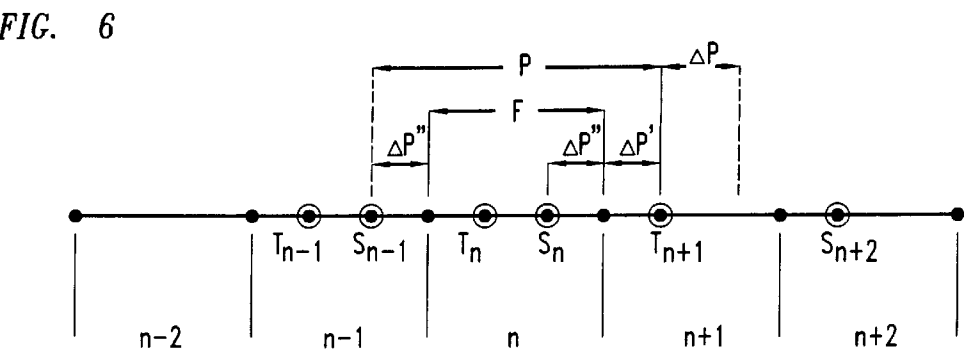 FIG. 6
P ΔP
F
ΔP" ΔP" ΔP'
Tn-1 Sn-1 Tn Sn Tn+1 Sn+2
n-2 n-1 n n+1 n+2